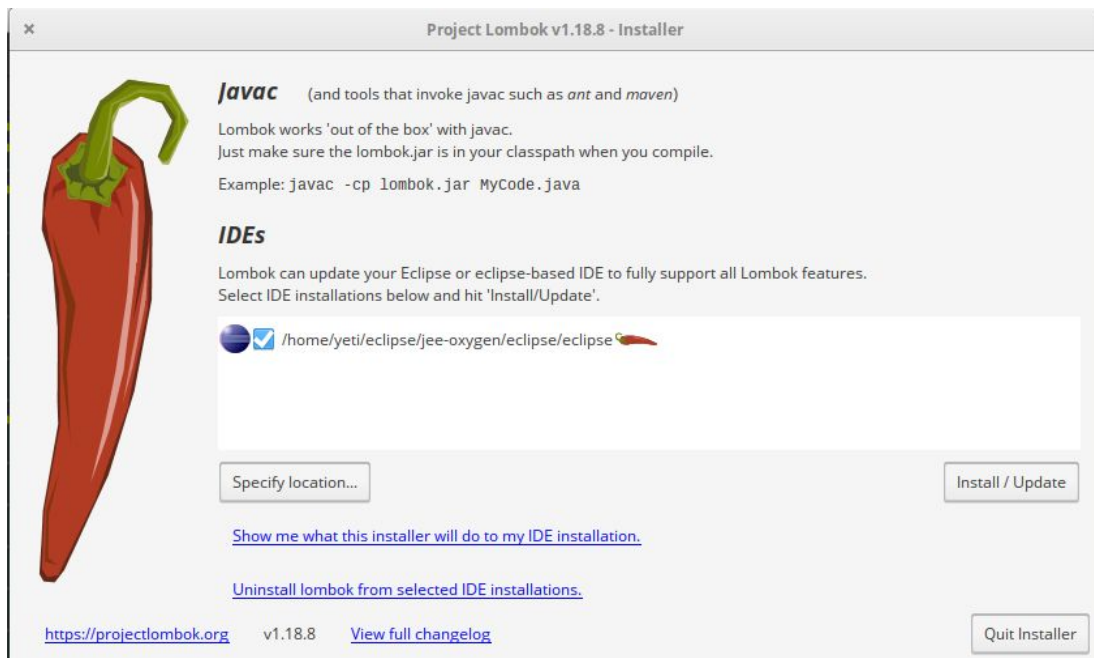 Project Lombok v1.18.8 - Installer
Javac (and tools that invoke javac such as ant and maven)
Lombok works 'out of the box' with javac.
Just make sure the lombok.jar is in your classpath when you compile.
Example: javac -cp lombok.jar MyCode.java
IDEs
Lombok can update your Eclipse or eclipse-based IDE to fully support all Lombok features.
Select IDE installations below and hit 'Install/Update'.
/home/yeti/eclipse/jee-oxygen/eclipse/eclipse
Specify location... Install / Update
Show me what this installer will do to my IDE installation.
Uninstall lombok from selected IDE installations.
https://projectlombok.org v1.18.8 View full changelog Quit Installer